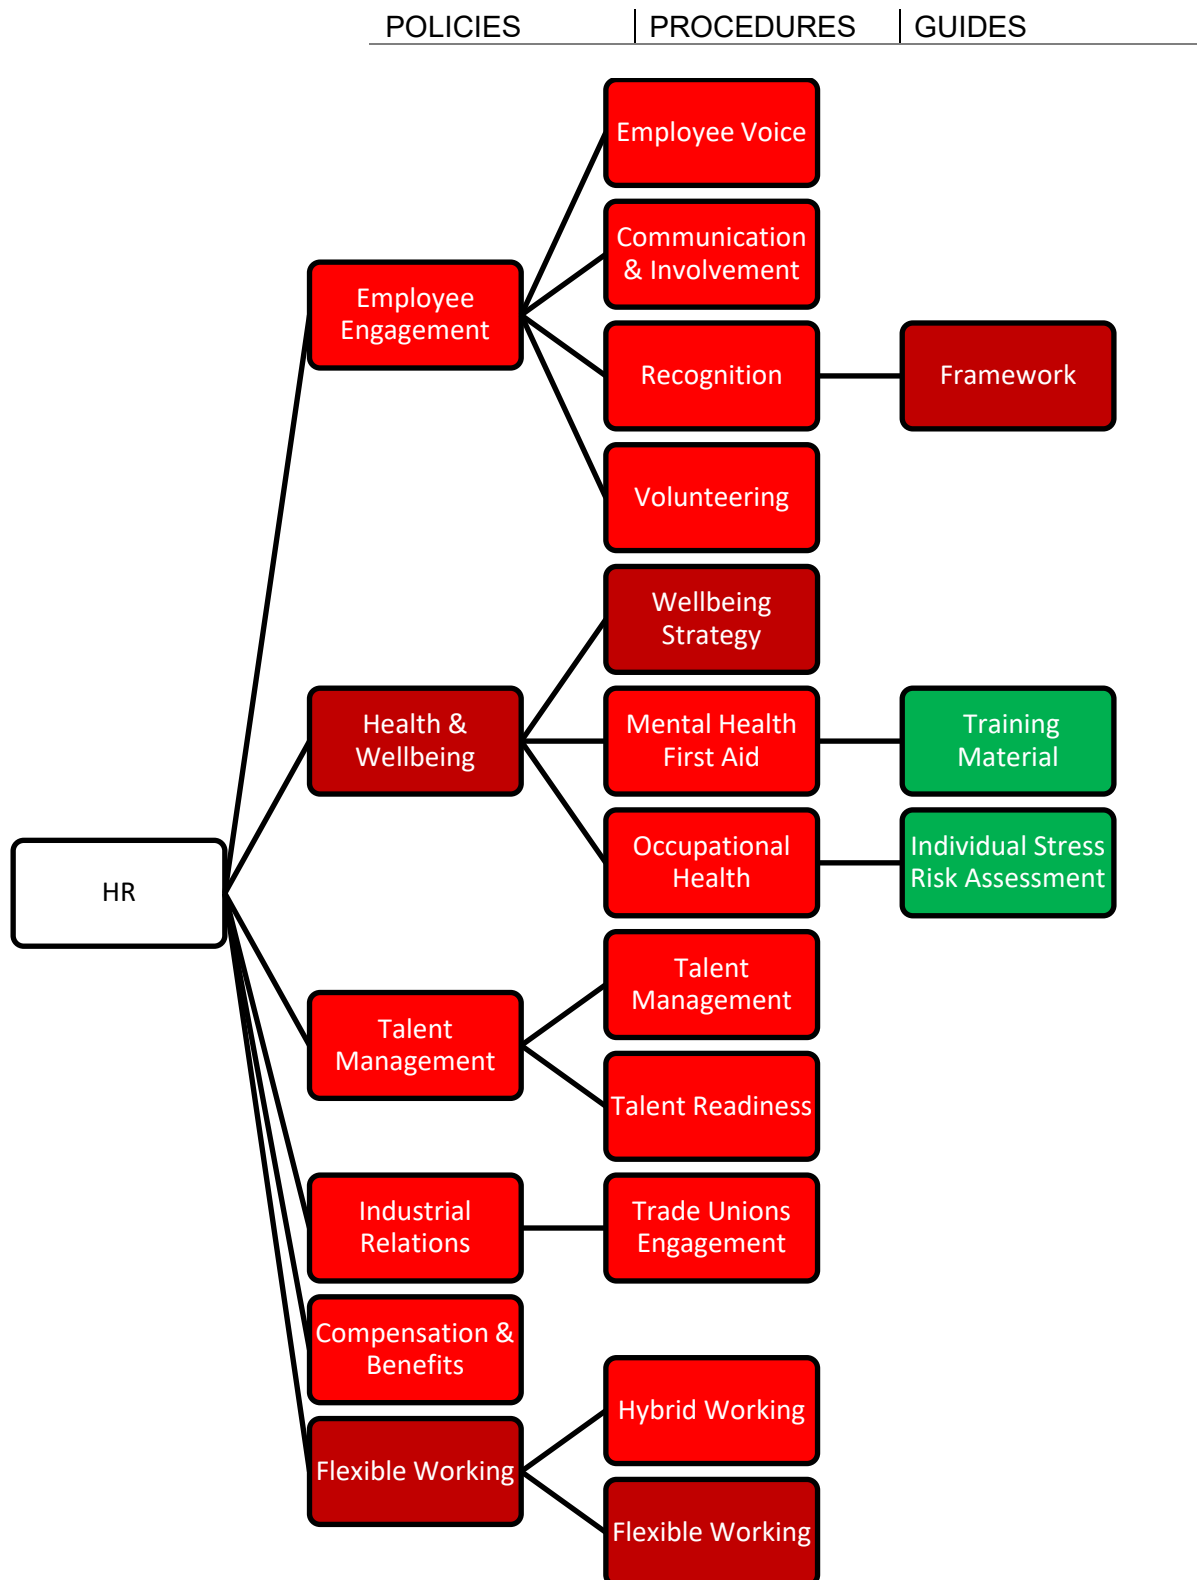 POLICIES
PROCEDURES
GUIDES
Employee Voice
Communication
& Involvement
Employee
Engagement
Recognition
Framework
Volunteering
Wellbeing
Strategy
Health &
Wellbeing
Mental Health
First Aid
Training
Material
Occupational
Health
Individual Stress
Risk Assessment
HR
Talent
Management
Talent
Management
Talent Readiness
Industrial
Relations
Trade Unions
Engagement
Compensation &
Benefits
Hybrid Working
Flexible Working
Flexible Working